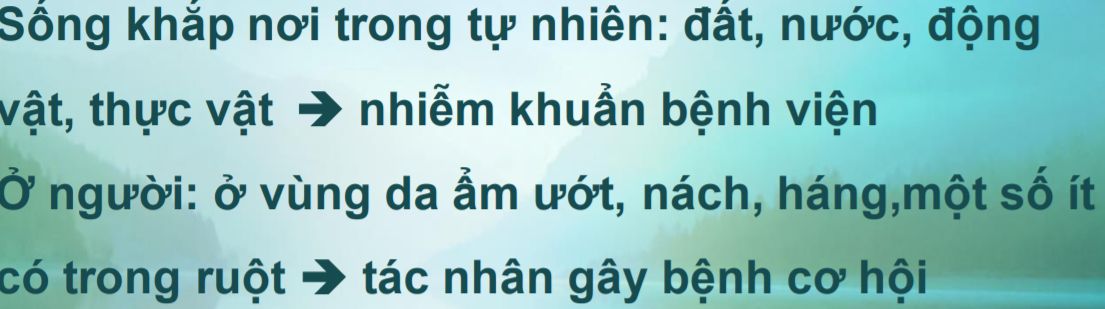 Sống khắp nơi trong tự nhiên: đất, nước, động
vật, thực vật ➔ nhiễm khuẩn bệnh viện
Ở người: ở vùng da ẩm ướt, nách, háng,một số ít
có trong ruột ➔ tác nhân gây bệnh cơ hội